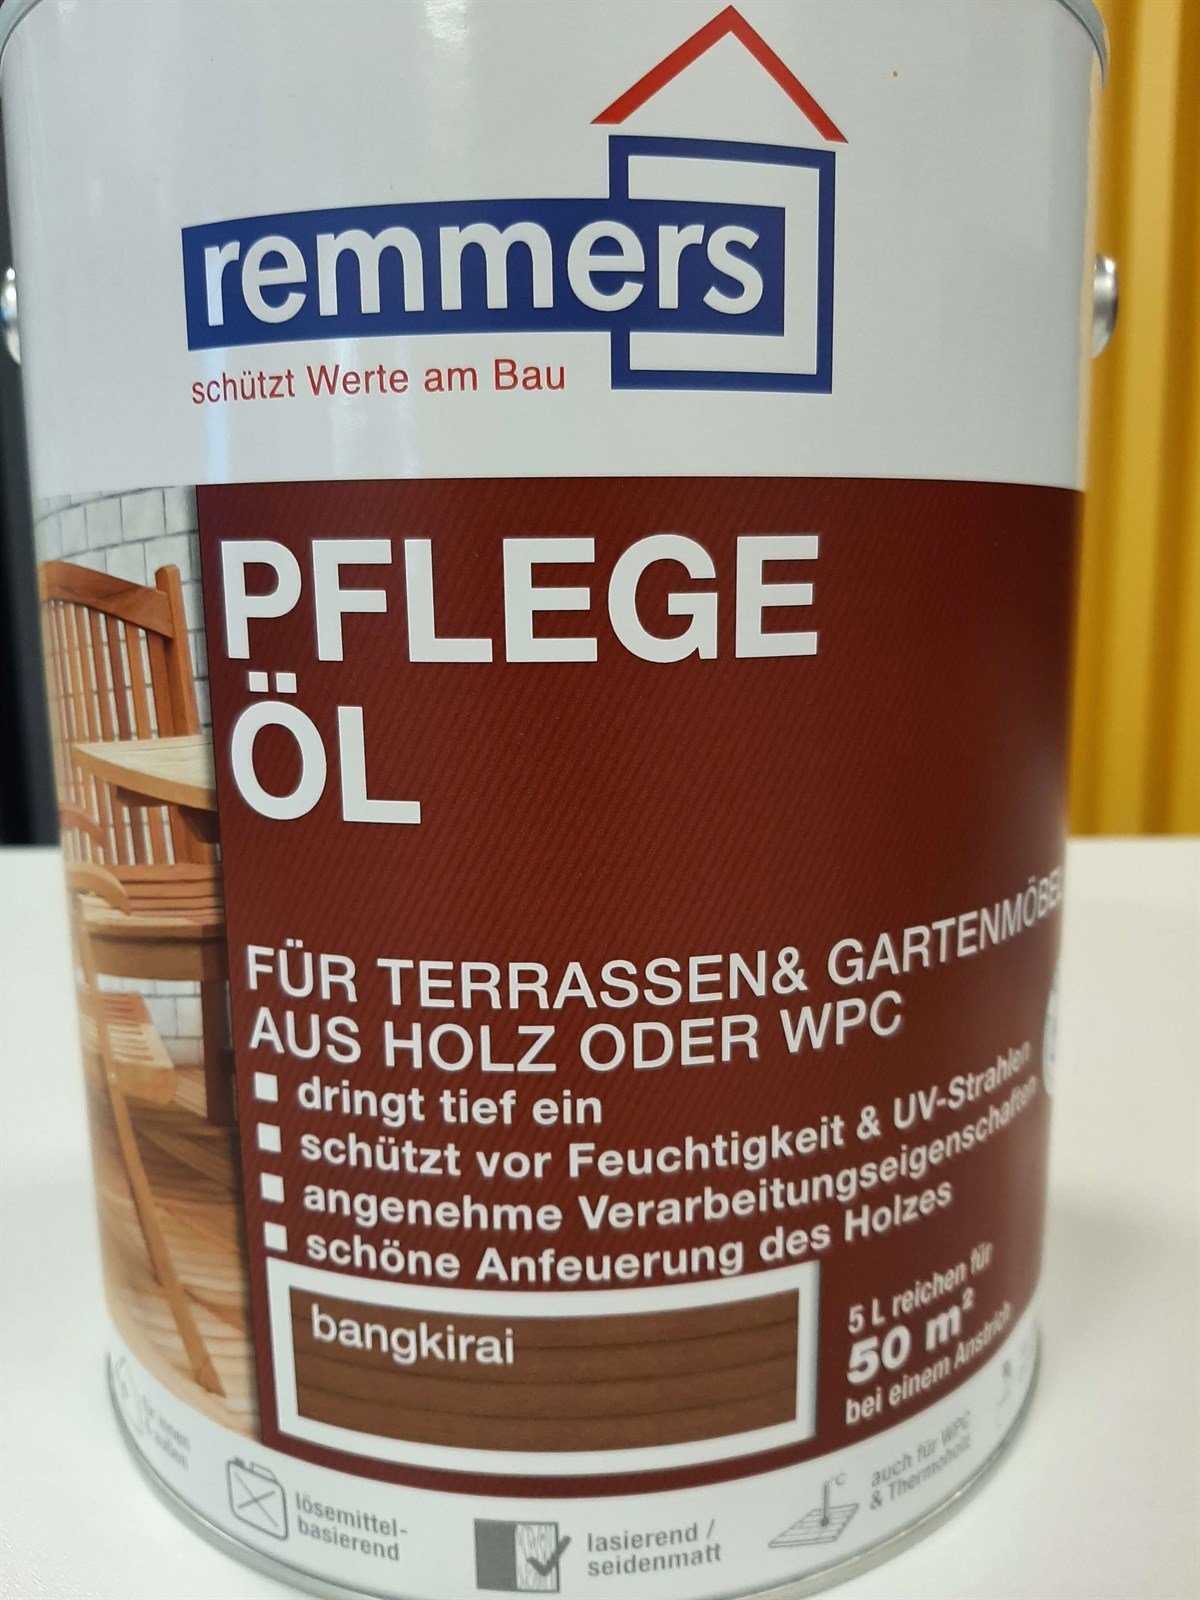 remmers
schützt Werte am Bau
PFLEGE
ÖL
FÜR TERRASSEN& GARTENMÖBEL
AUS HOLZ ODER WPC
dringt tief ein
schützt vor Feuchtigkeit & UV-Strahlen
angenehme Verarbeitungseigenschaften
schöne Anfeuerung des Holzes
bangkirai
5 L reichen für
50 m²
bei einem Anstrich
lösemittel-
basierend
lasierend /
seidenmatt
°C
auch für WPC
& Thermoholz